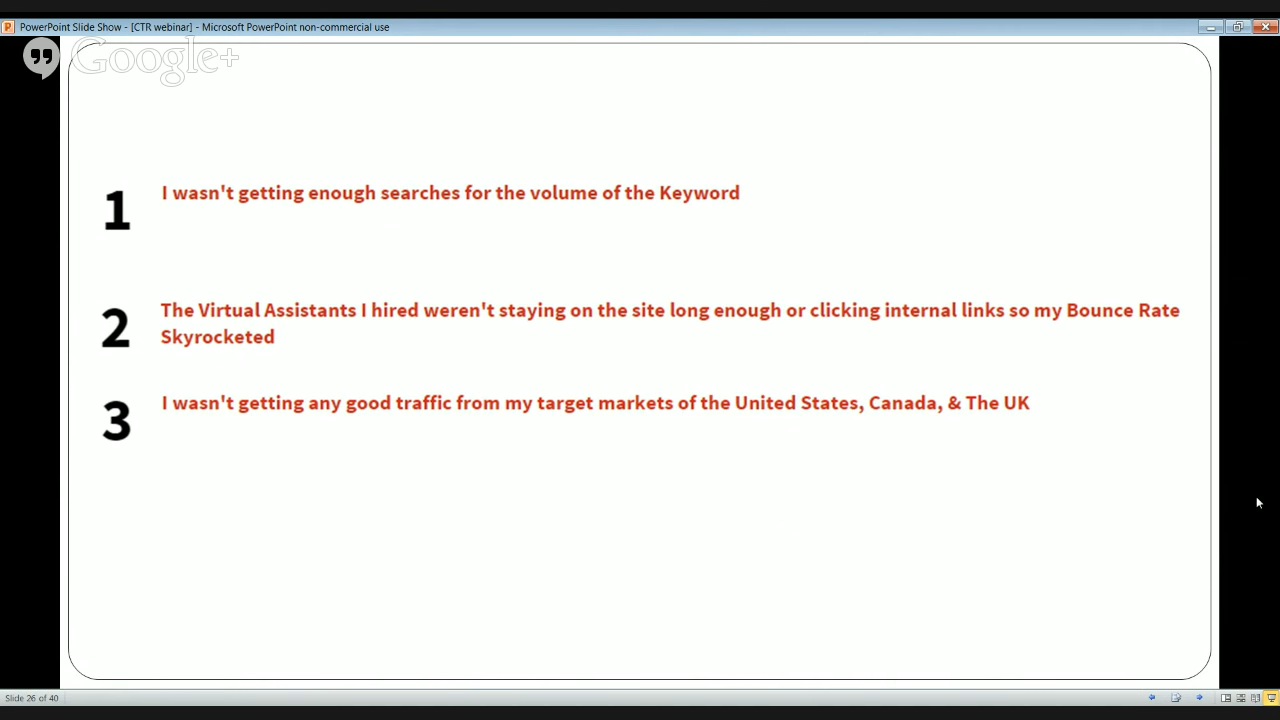 PowerPoint Slide Show - [CTR webinar] - Microsoft PowerPoint non-commercial use
Google+
1
I wasn't getting enough searches for the volume of the Keyword
2
The Virtual Assistants I hired weren't staying on the site long enough or clicking internal links so my Bounce Rate
Skyrocketed
3
I wasn't getting any good traffic from my target markets of the United States, Canada, & The UK
Slide 26 of 40